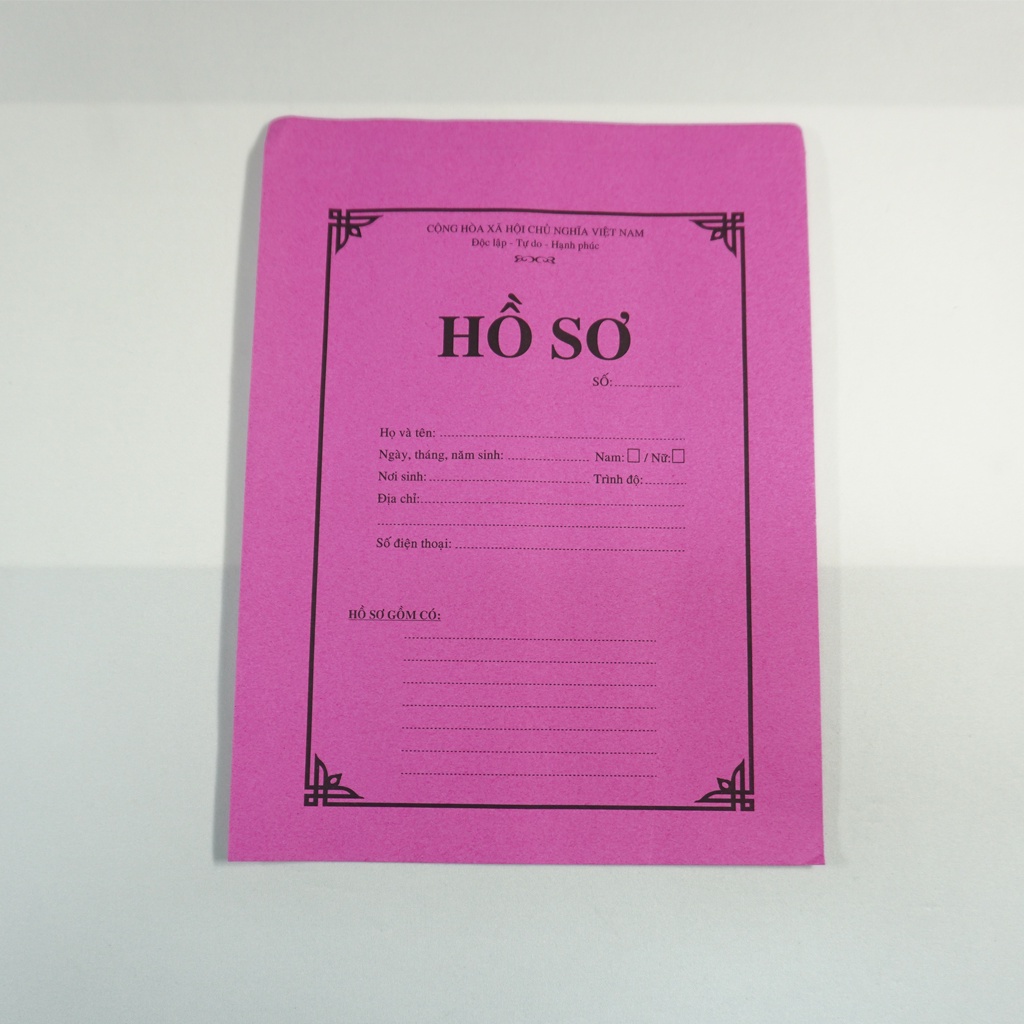 CỘNG HÒA XÃ HỘI CHỦ NGHĨA VIỆT NAM
Độc lập - Tự do - Hạnh phúc
HỒ SƠ
SỐ:
Họ và tên:
Ngày, tháng, năm sinh: Nam: / Nữ:
Nơi sinh: Trình độ:
Địa chỉ:
Số điện thoại:
HỒ SƠ GỒM CÓ: